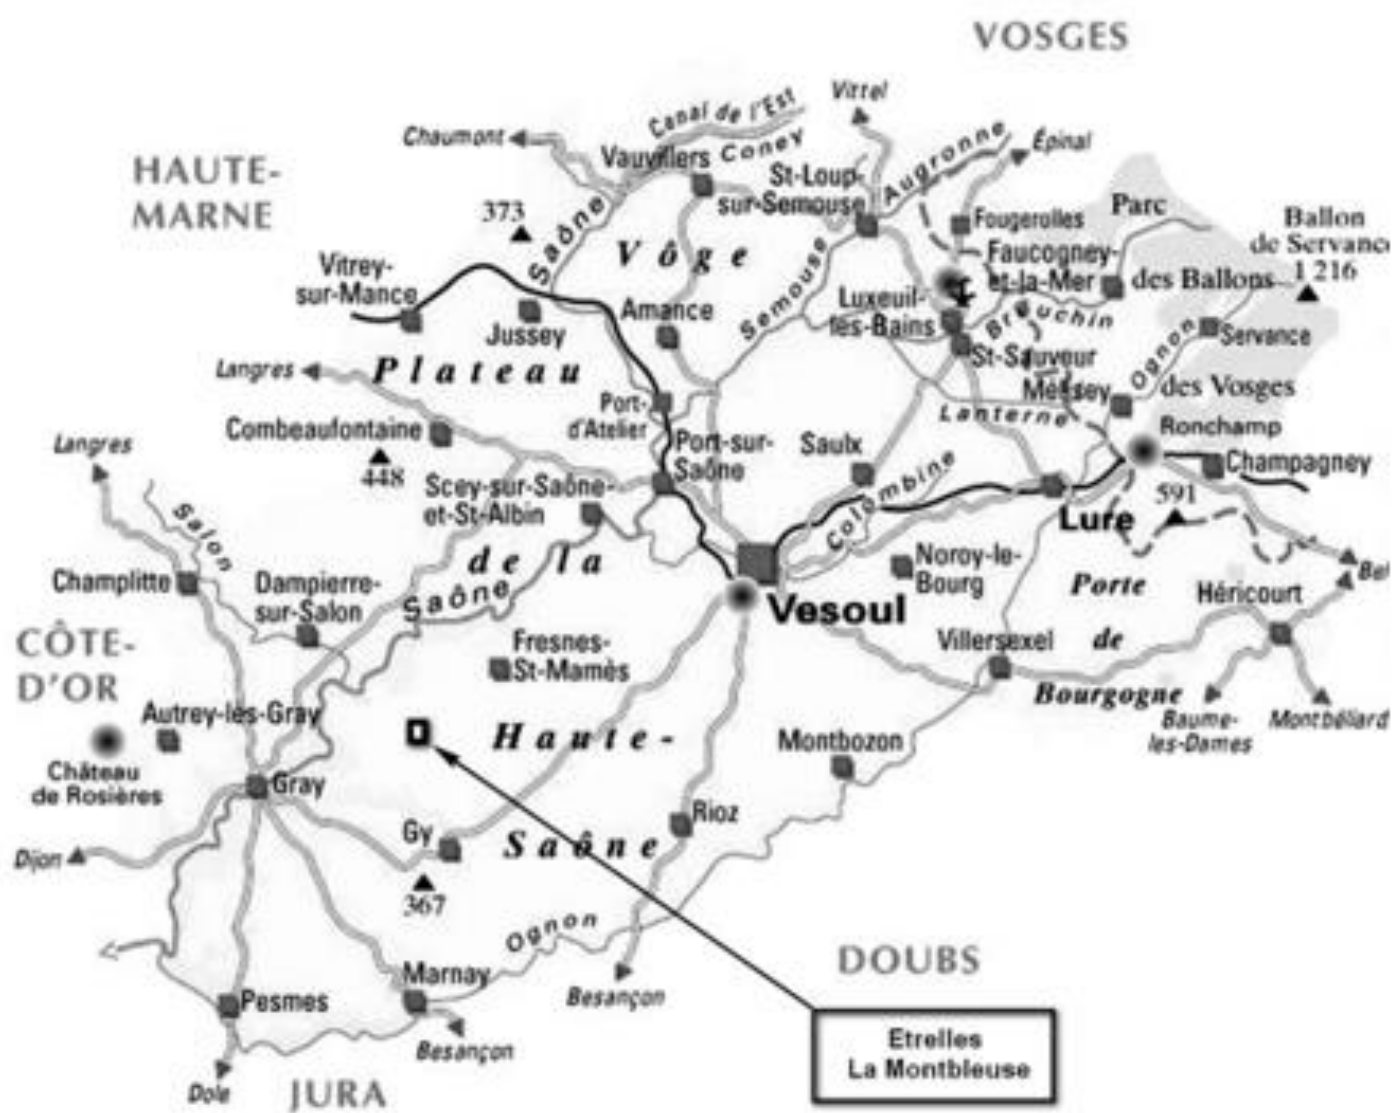 VOSGES
Vittel
Canal de l'Est
Chaumont
Coney
Augronne
Épinal
HAUTE-
MARNE
Vauvillers
St-Loup-
sur-Semouse
373
Saône
Vôge
Fougerolles
Parc
Ballon
de Servanc
1 216
Faucogney-
et-la-Mer
des Ballons
Vitrey-
sur-Mance
Jussey
Amance
Semouse
Luxeuil-
les-Bains
Breuchin
Ognon
Servance
St-Sauveur
Langres
Plateau
Mélisey
des Vosges
Port-
d'Atelier
Lanterne
Ronchamp
Combeaufontaine
448
Port-sur-
Saône
Saulx
Colombine
Champagney
591
Langres
Scey-sur-Saône-
et-St-Albin
Lure
Salon
de la
Noroy-le-
Bourg
Bel
Champlitte
Dampierre-
sur-Salon
Saône
Vesoul
Porte
Héricourt
CÔTE-
D'OR
Fresnes-
St-Mamès
Villersexel
de
Bourgogne
Autrey-lès-Gray
Haute-
Montbozon
Baume-
les-Dames
Montbéliard
Château
de Rosières
Gray
Rioz
Gy
Saône
Dijon
367
Ognon
DOUBS
Marnay
Besançon
Pesmes
Besançon
Etrelles
La Montbleuse
Dole
JURA